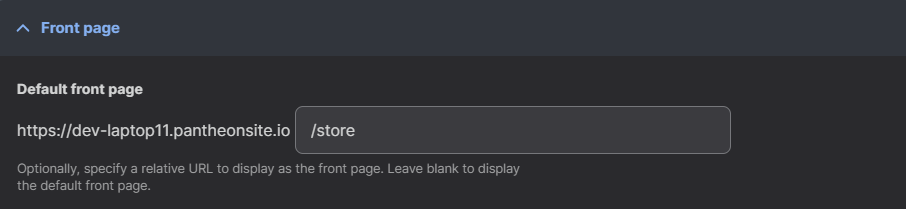 Front page
Default front page
https://dev-laptop11.pantheonsite.io /store
Optionally, specify a relative URL to display as the front page. Leave blank to display
the default front page.